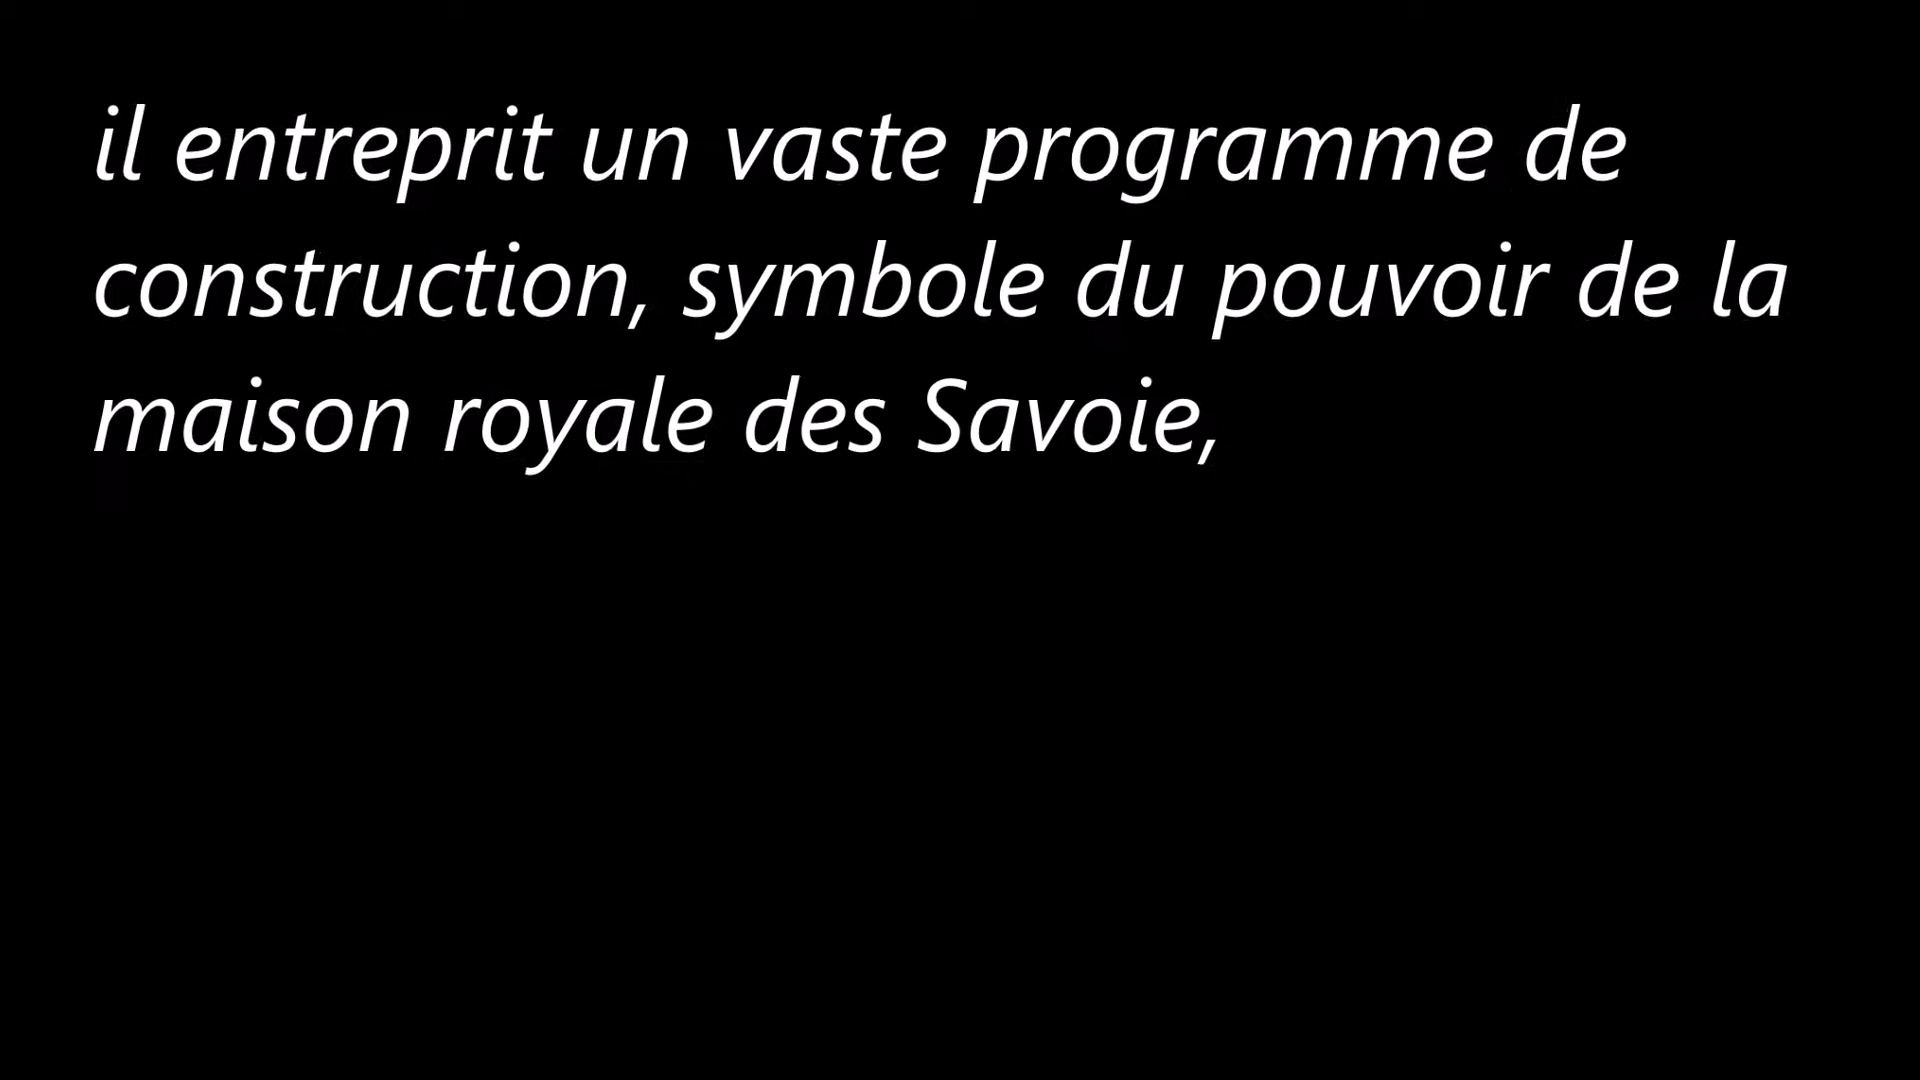 il entreprit un vaste programme de
construction, symbole du pouvoir de la
maison royale des Savoie,